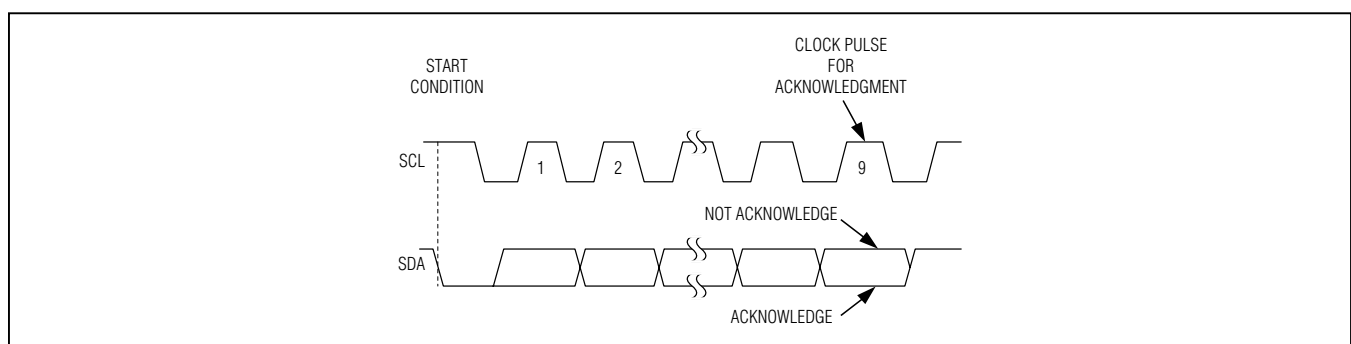 START
CONDITION
CLOCK PULSE
FOR
ACKNOWLEDGMENT
SCL
1
2
9
NOT ACKNOWLEDGE
SDA
ACKNOWLEDGE